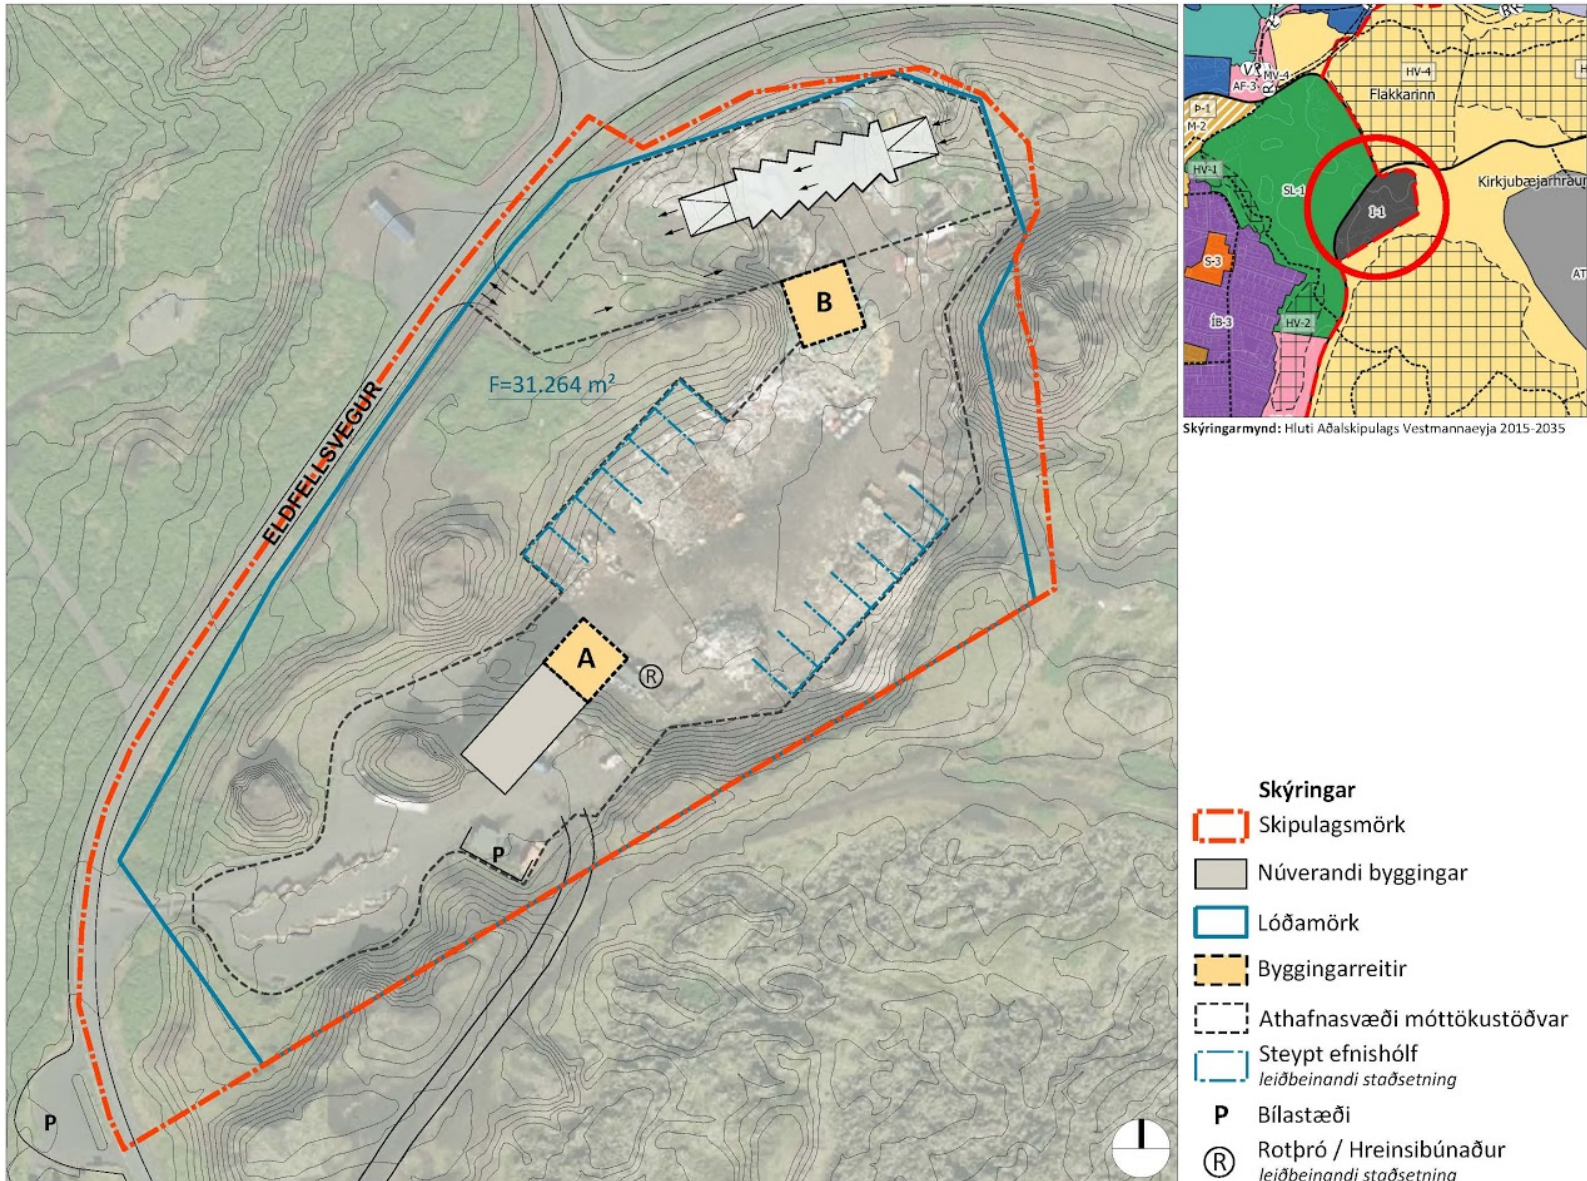 ELDFELLSVEGUR
F=31.264 m²
B
A
R
P
P
HV-4
Flakkarinn
H
MV-4
AF-3
Þ-1
M-2
HV-1
SL-1
I-1
Kirkjubæjarhraun
S-3
ÍB-3
HV-2
AT
Skýringarmynd: Hluti Aðalskipulags Vestmannaeyja 2015-2035
Skýringar
Skipulagsmörk
Núverandi byggingar
Lóðamörk
Byggingarreitir
Athafnasvæði móttökustöðvar
Steypt efnishólf
leiðbeinandi staðsetning
P Bílastæði
R Rotþró / Hreinsibúnaður
leiðbeinandi staðsetning